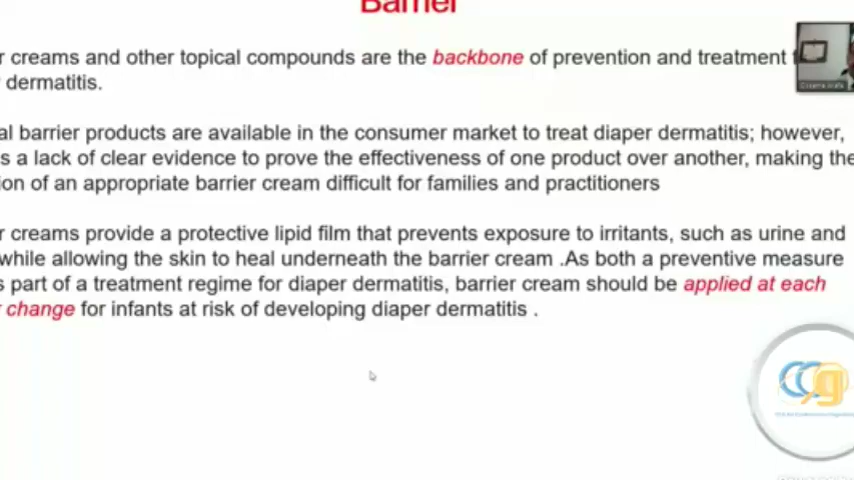 Barrier
r creams and other topical compounds are the backbone of prevention and treatment
dermatitis.
al barrier products are available in the consumer market to treat diaper dermatitis; however,
s a lack of clear evidence to prove the effectiveness of one product over another, making the
ion of an appropriate barrier cream difficult for families and practitioners
r creams provide a protective lipid film that prevents exposure to irritants, such as urine and
while allowing the skin to heal underneath the barrier cream .As both a preventive measure
s part of a treatment regime for diaper dermatitis, barrier cream should be applied at each
change for infants at risk of developing diaper dermatitis .